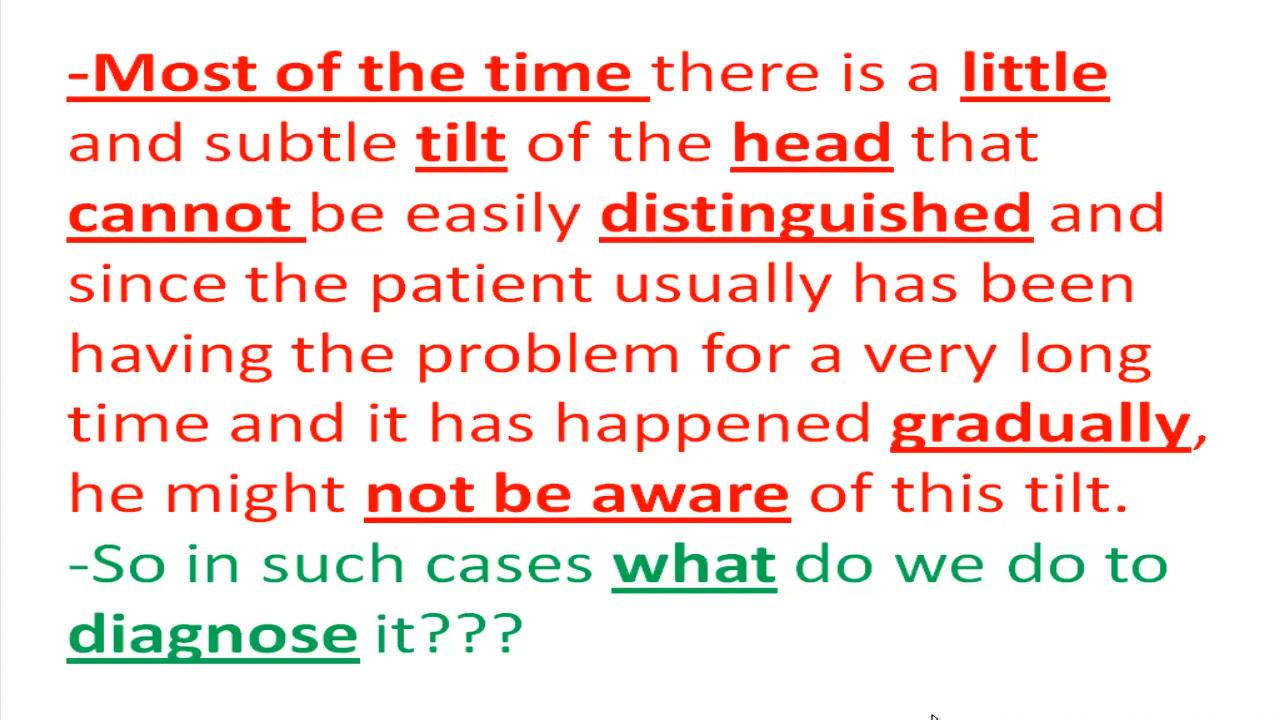 -Most of the time there is a little
and subtle tilt of the head that
cannot be easily distinguished and
since the patient usually has been
having the problem for a very long
time and it has happened gradually,
he might not be aware of this tilt.
-So in such cases what do we do to
diagnose it???